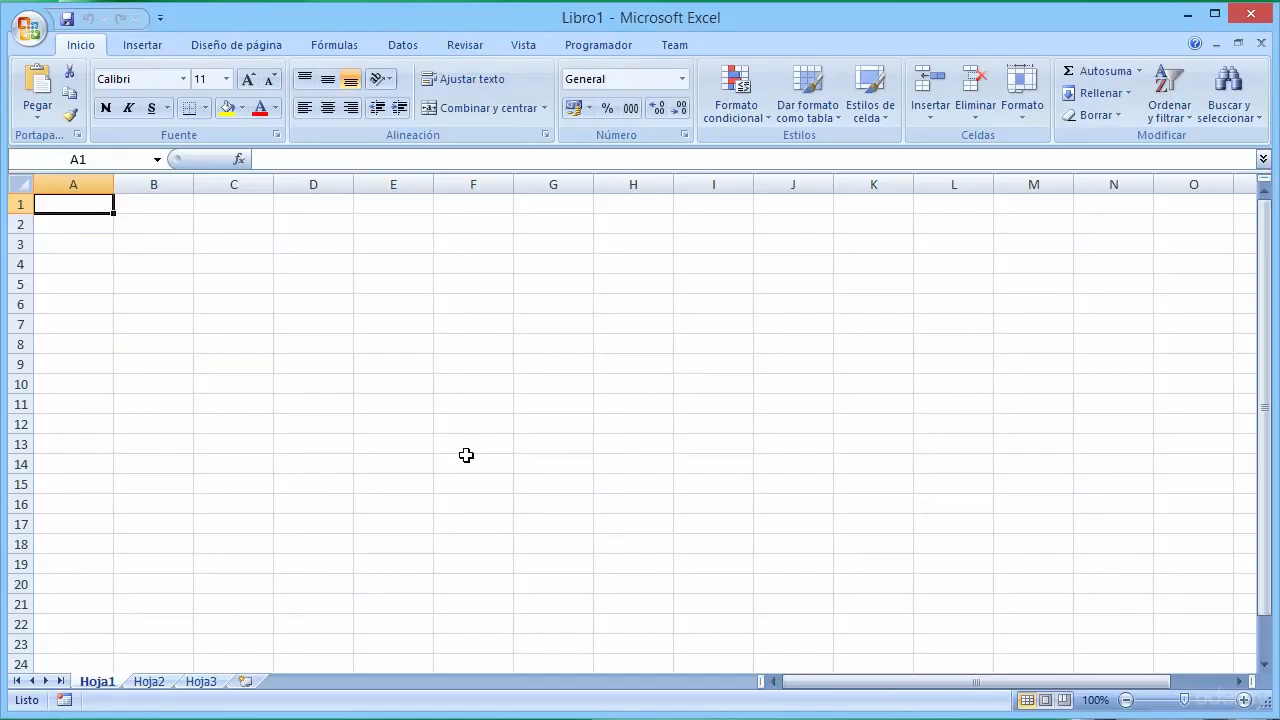 Libro1 - Microsoft Excel
Inicio Insertar Diseño de página Fórmulas Datos Revisar Vista Programador Team
Pegar
Portapa...
Calibri 11
N K S
Fuente
Ajustar texto
Combinar y centrar
Alineación
General
% 000
Número
Formato condicional
Dar formato como tabla
Estilos de celda
Estilos
Insertar Eliminar Formato
Celdas
Σ Autosuma
Rellenar
Borrar
Ordenar y filtrar
Buscar y seleccionar
Modificar
A1 fx
A B C D E F G H I J K L M N O
1
2
3
4
5
6
7
8
9
10
11
12
13
14
15
16
17
18
19
20
21
22
23
24
Hoja1 Hoja2 Hoja3
Listo 100%